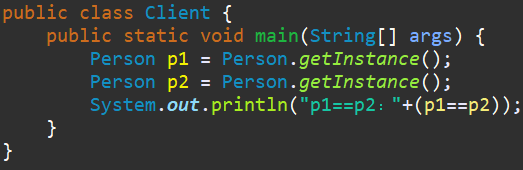 public class Client {
    public static void main(String[] args) {
        Person p1 = Person.getInstance();
        Person p2 = Person.getInstance();
        System.out.println("p1==p2："+(p1==p2));
    }
}